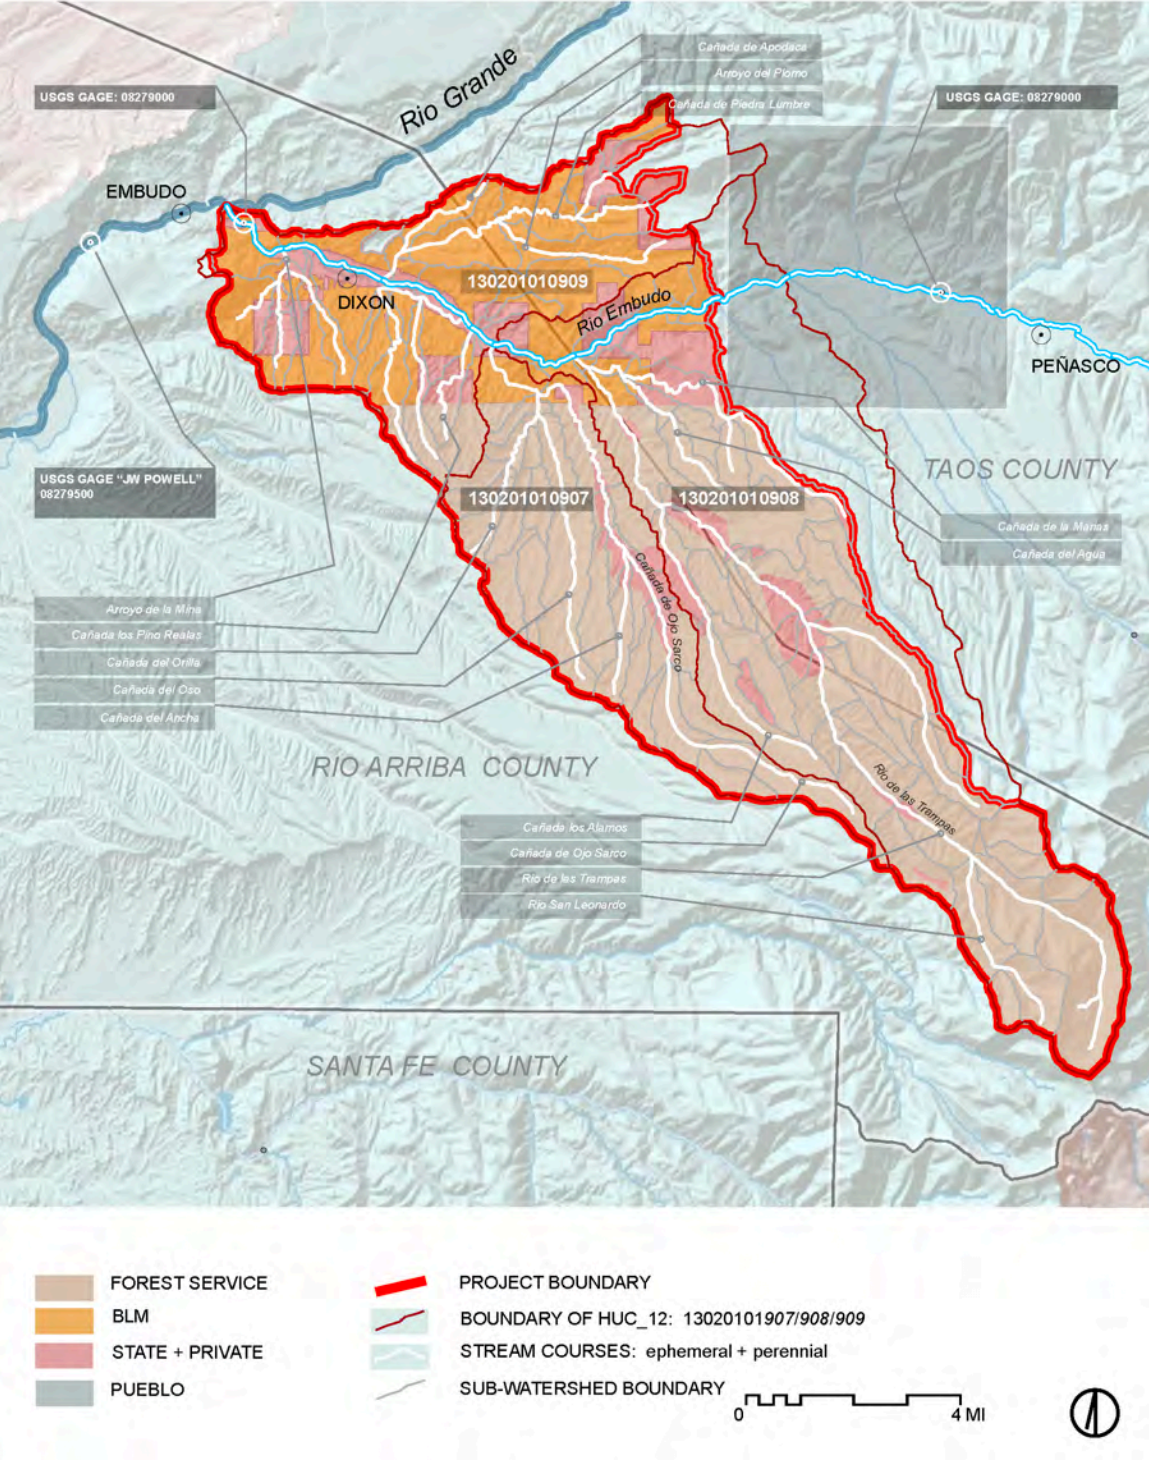 Cañada de Apodaca
Arroyo del Plomo
Cañada de Piedra Lumbre
USGS GAGE: 08279000
Rio Grande
USGS GAGE: 08279000
EMBUDO
130201010909
DIXON
Rio Embudo
PEÑASCO
TAOS COUNTY
USGS GAGE "JW POWELL"
08279500
130201010907
130201010908
Cañada de la Marias
Cañada del Agua
Cañada de Ojo Sarco
Arroyo de la Mina
Cañada los Pino Realas
Cañada del Orilla
Cañada del Oso
Cañada del Ancha
RIO ARRIBA COUNTY
Rio de las Trampas
Cañada los Alamos
Cañada de Ojo Sarco
Rio de las Trampas
Rio San Leonardo
SANTA FE COUNTY
FOREST SERVICE
BLM
STATE + PRIVATE
PUEBLO
PROJECT BOUNDARY
BOUNDARY OF HUC_12: 13020101907/908/909
STREAM COURSES: ephemeral + perennial
SUB-WATERSHED BOUNDARY
0 4 MI